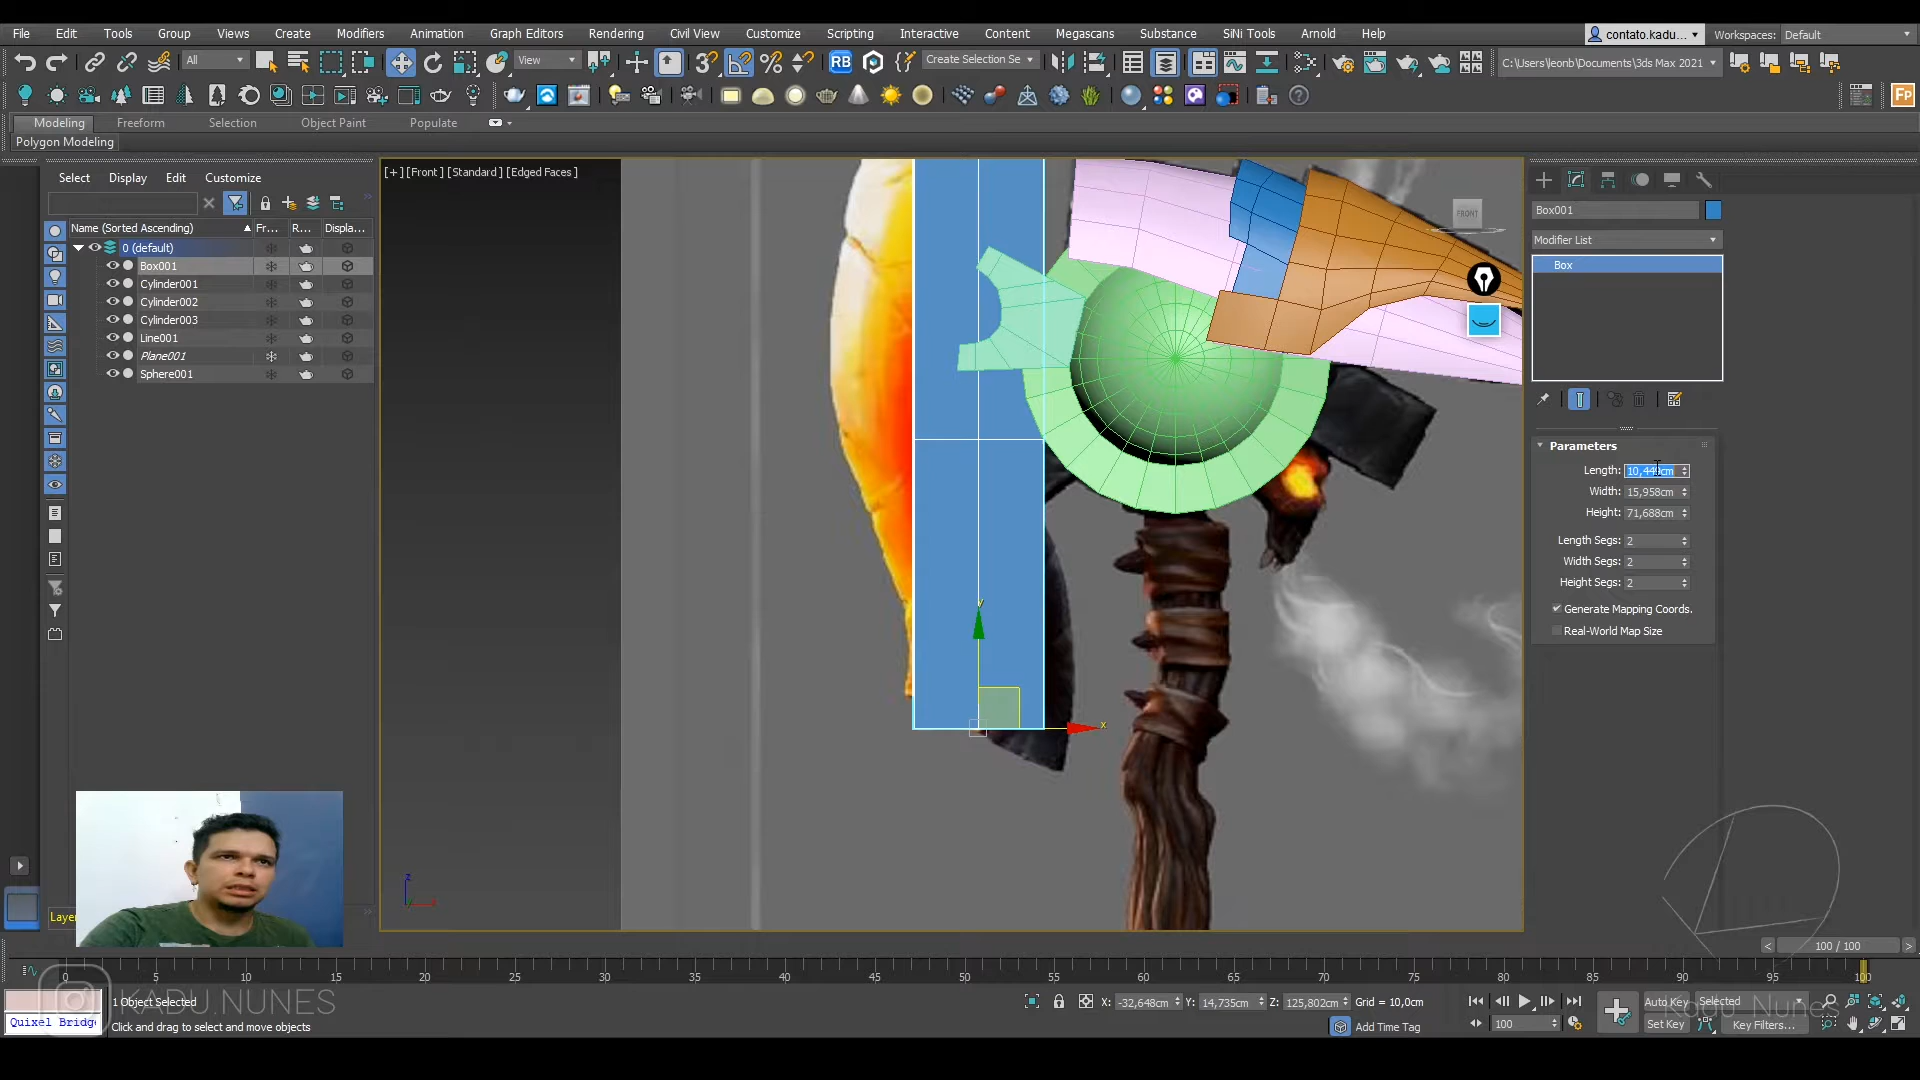 File Edit Tools Group Views Create Modifiers Animation Graph Editors Rendering Civil View Customize Scripting Interactive Content Megascans Substance SiNi Tools Arnold Help
contato.kadu...
Workspaces: Default
All
View
RB
Create Selection Se
C:\Users\leonb\Documents\3ds Max 2021
Fp
Modeling Freeform Selection Object Paint Populate
Polygon Modeling
Select Display Edit Customize
Name (Sorted Ascending) Fr... R... Displa...
0 (default)
Box001
Cylinder001
Cylinder002
Cylinder003
Line001
Plane001
Sphere001
[+] [Front] [Standard] [Edged Faces]
FRONT
y
x
z
Box001
Modifier List
Box
Parameters
Length: 10,449cm
Width: 15,958cm
Height: 71,688cm
Length Segs: 2
Width Segs: 2
Height Segs: 2
Generate Mapping Coords.
Real-World Map Size
Laye
100 / 100
0 5 10 15 20 25 30 35 40 45 50 55 60 65 70 75 80 85 90 95 100
KADU.NUNES
1 Object Selected
Quixel Bridg
Click and drag to select and move objects
X: -32,648cm Y: 14,735cm Z: 125,802cm Grid = 10,0cm
Add Time Tag
100
Auto Key Selected
Kadu_Nunes
Set Key Key Filters...